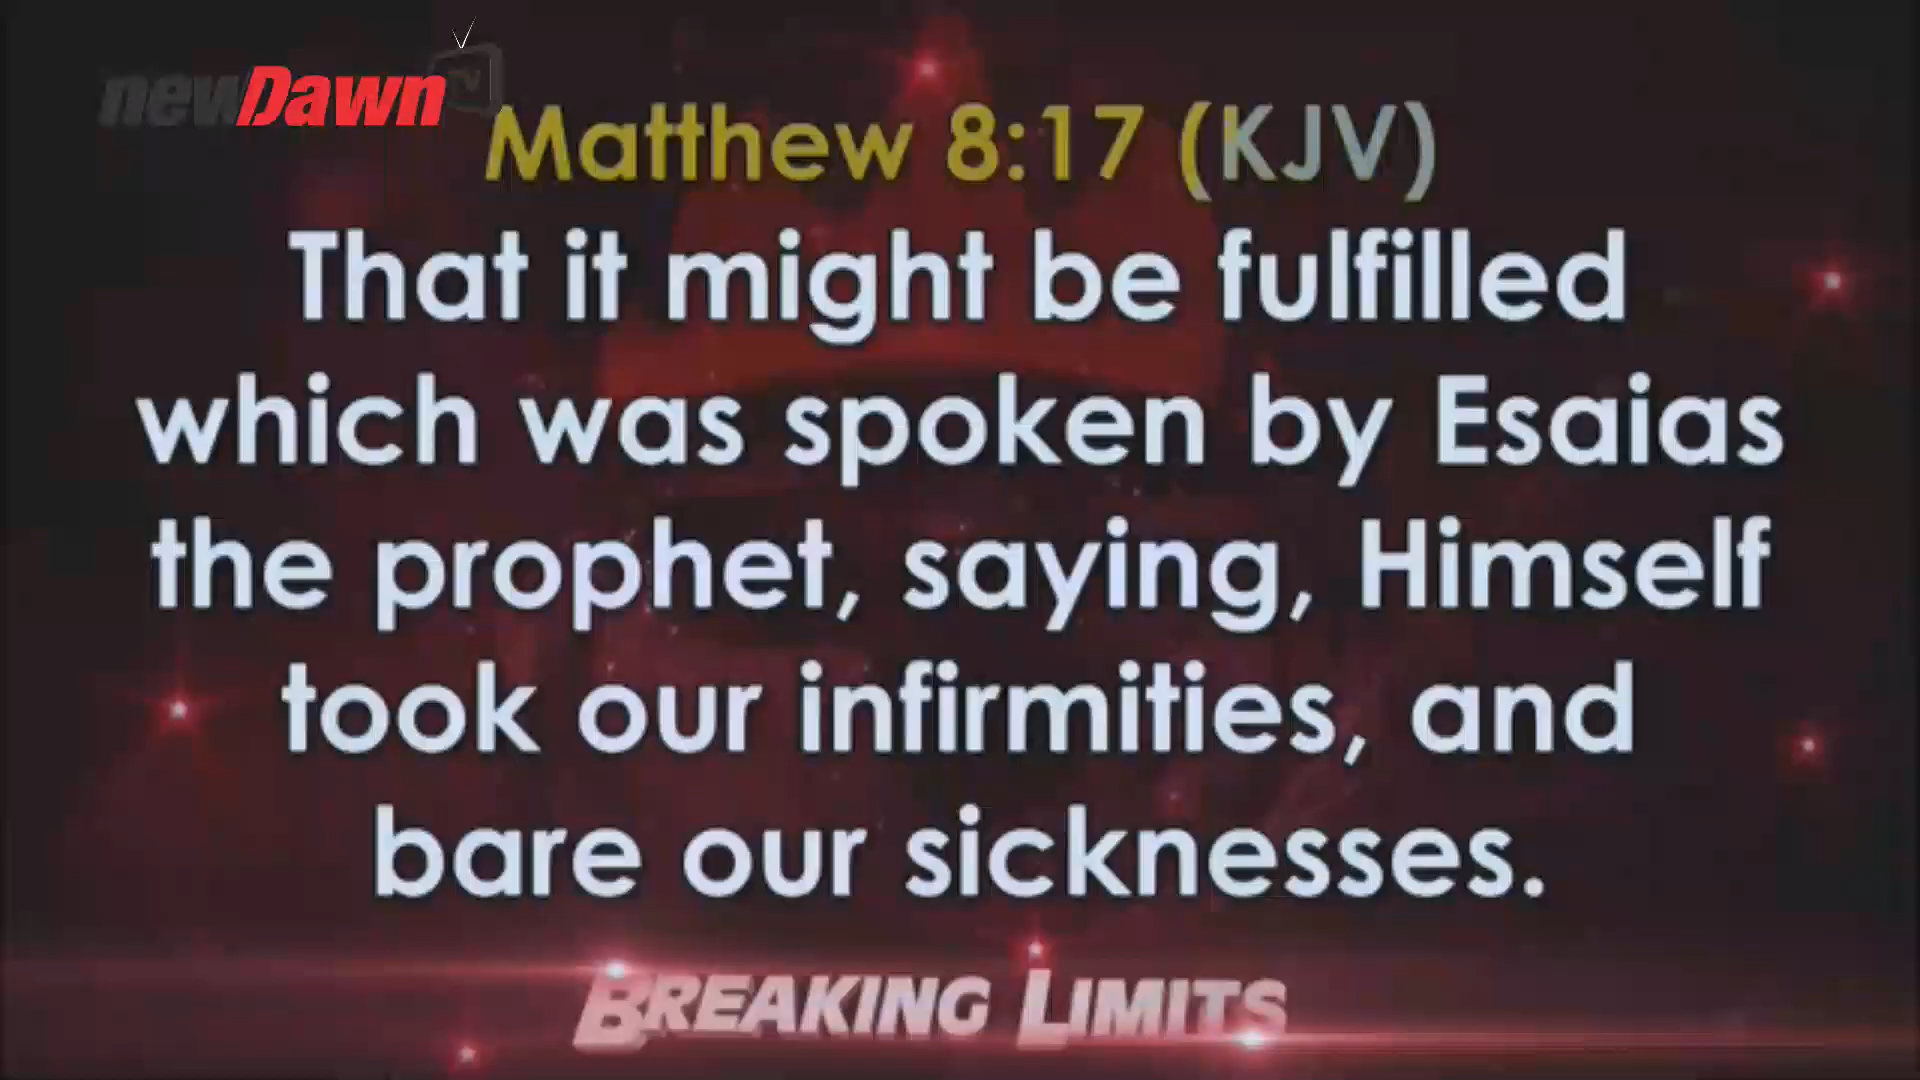 newDawn TV
Matthew 8:17 (KJV)
That it might be fulfilled
which was spoken by Esaias
the prophet, saying, Himself
took our infirmities, and
bare our sicknesses.
BREAKING LIMITS